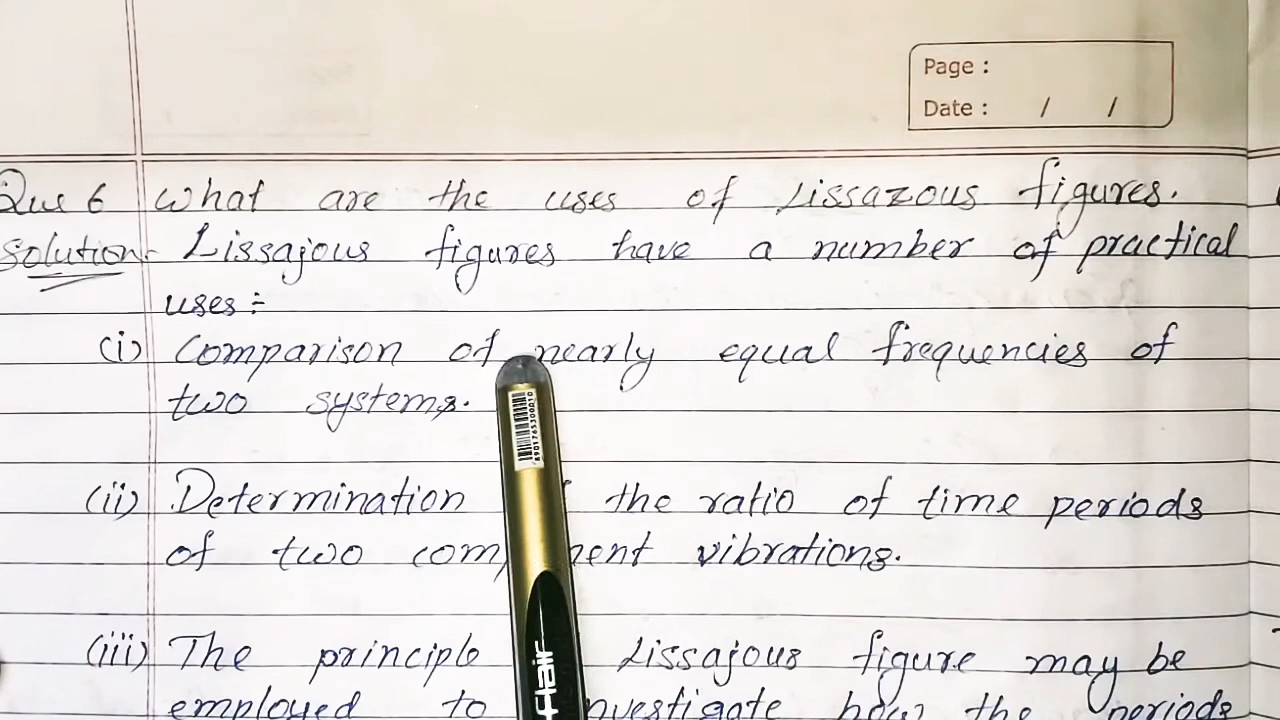 Page :
Date : / /
Que 6 What are the uses of Lissazous figures.
Solution:- Lissajous figures have a number of practical
uses :-
(i) Comparison of nearly equal frequencies of
two systems.
(ii) Determination the ratio of time periods
of two com nent vibrations.
(iii) The principle Lissajous figure may be
employed to nvestigate how the periods
Hair